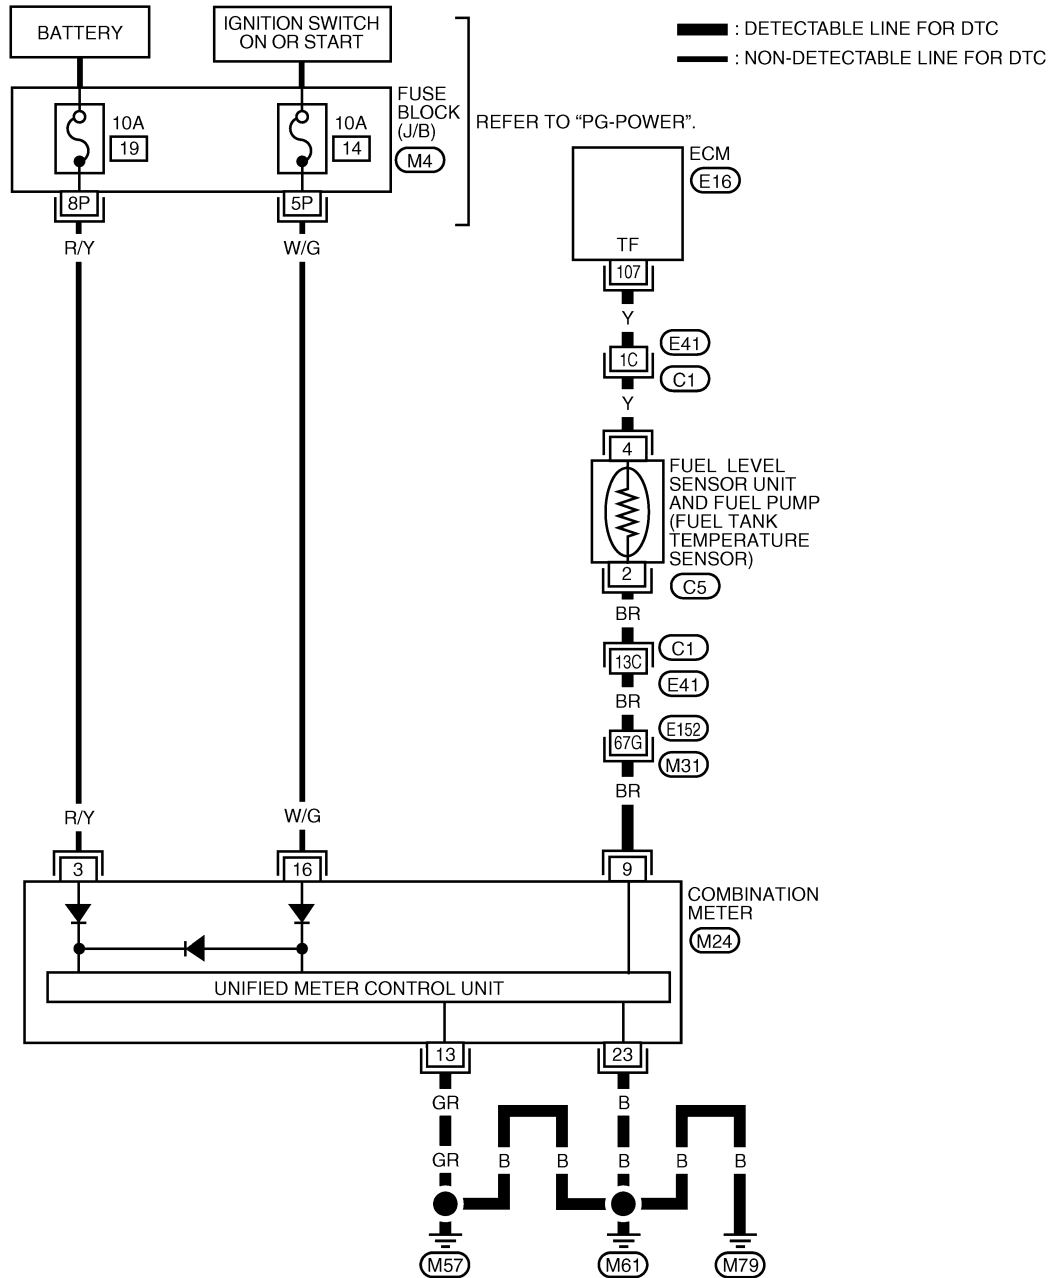 BATTERY
IGNITION SWITCH
ON OR START
: DETECTABLE LINE FOR DTC
: NON-DETECTABLE LINE FOR DTC
10A
19
10A
14
FUSE
BLOCK
(J/B)
M4
REFER TO “PG-POWER”.
8P
5P
R/Y
W/G
ECM
E16
TF
107
Y
1C
E41
C1
Y
4
FUEL LEVEL
SENSOR UNIT
AND FUEL PUMP
(FUEL TANK
TEMPERATURE
SENSOR)
2
C5
BR
13C
C1
E41
BR
67G
E152
M31
BR
R/Y
W/G
3
16
9
COMBINATION
METER
M24
UNIFIED METER CONTROL UNIT
13
23
GR
B
GR
B
B
B
B
B
M57
M61
M79